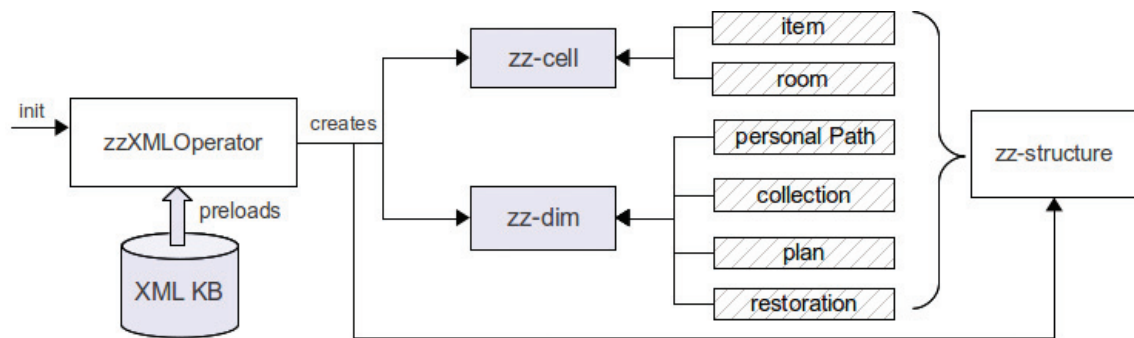 init
zzXMLOperator
preloads
XML KB
creates
zz-cell
zz-dim
item
room
personal Path
collection
plan
restoration
zz-structure